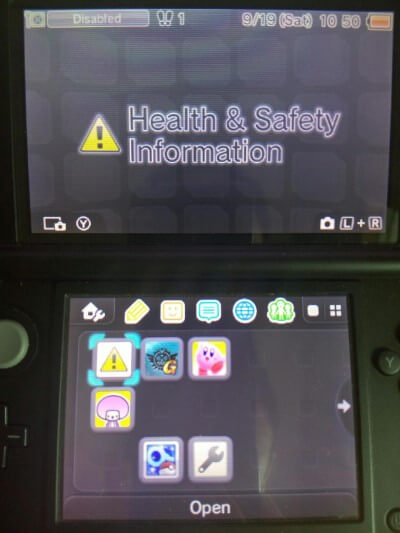 Disabled 1 9/19 (Sat) 10 50
Health & Safety
Information
Y L + R
G
Y
Open